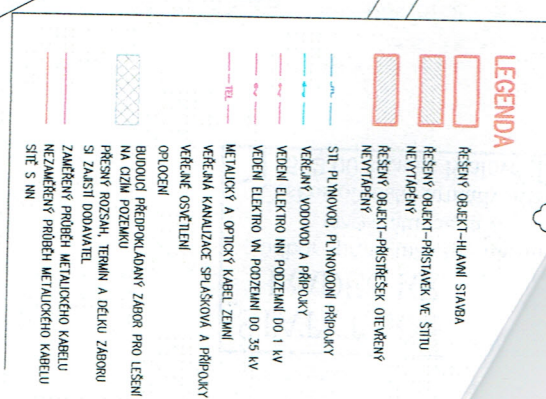 LEGENDA
ŘEŠENÝ OBJEKT-HLAVNÍ STAVBA
ŘEŠENÝ OBJEKT-PŘÍSTAVEK VE ŠTÍTU
NEVYTÁPĚNÝ
ŘEŠENÝ OBJEKT-PŘÍSTŘEŠEK OTEVŘENÝ
NEVYTÁPĚNÝ
STL PLYNOVOD, PLYNOVODNÍ PŘÍPOJKY
VEŘEJNÝ VODOVOD A PŘÍPOJKY
VEDENÍ ELEKTRO NN PODZEMNÍ DO 1 kV
VEDENÍ ELEKTRO VN PODZEMNÍ DO 35 kV
TEL METALICKÝ A OPTICKÝ KABEL ZEMNÍ
VEŘEJNÁ KANALIZACE SPLAŠKOVÁ A PŘÍPOJKY
VEŘEJNÉ OSVĚTLENÍ
OPLOCENÍ
BUDOUCÍ PŘEDPOKLÁDANÝ ZÁBOR PRO LEŠENÍ
NA CIZÍM POZEMKU
PŘESNÝ ROZSAH, TERMÍN A DÉLKU ZÁBORU
SI ZAJISTÍ DODAVATEL
ZAMĚŘENÝ PRŮBĚH METALICKÉHO KABELU
NEZAMĚŘENÝ PRŮBĚH METALICKÉHO KABELU
SÍTĚ S NN